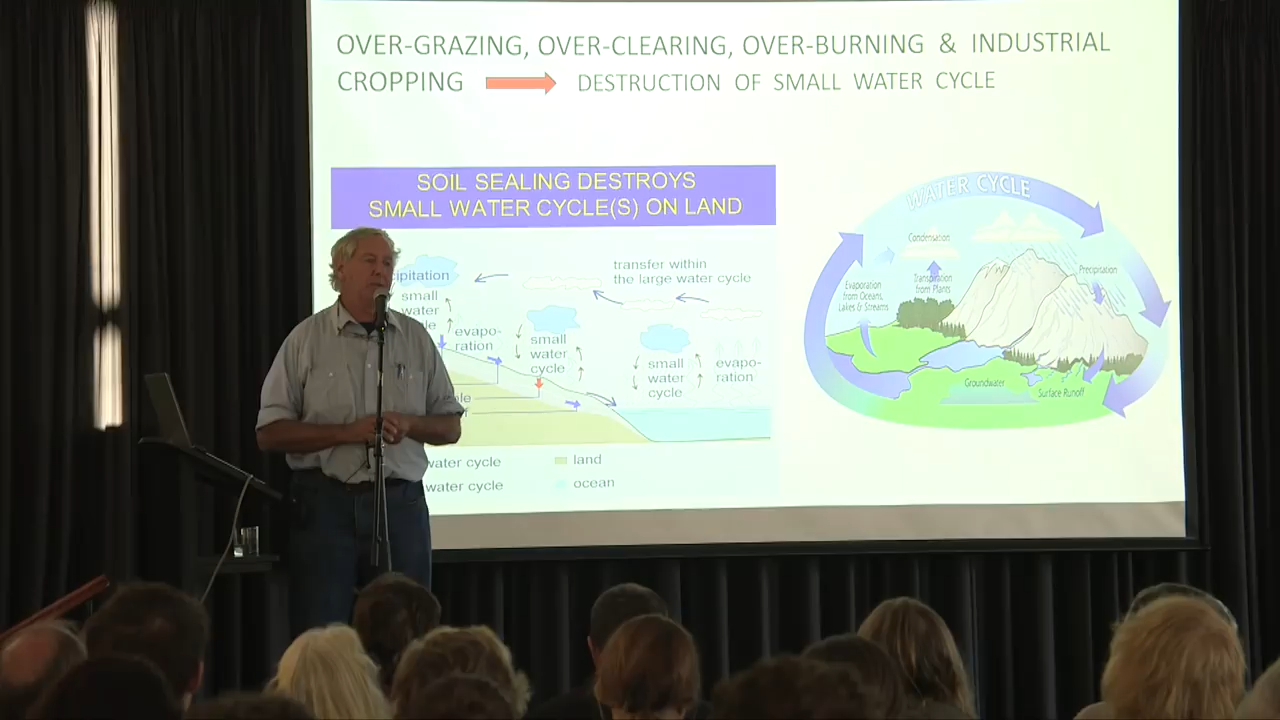 OVER-GRAZING, OVER-CLEARING, OVER-BURNING & INDUSTRIAL
CROPPING DESTRUCTION OF SMALL WATER CYCLE
SOIL SEALING DESTROYS
SMALL WATER CYCLE(S) ON LAND
cipitation
transfer within
the large water cycle
small
water
cle
evapo-
ration
small
water
cycle
small
water
cycle
evapo-
ration
water cycle
land
water cycle
ocean
WATER CYCLE
Condensation
Precipitation
Transpiration
from Plants
Evaporation
from Oceans,
Lakes & Streams
Groundwater
Surface Runoff